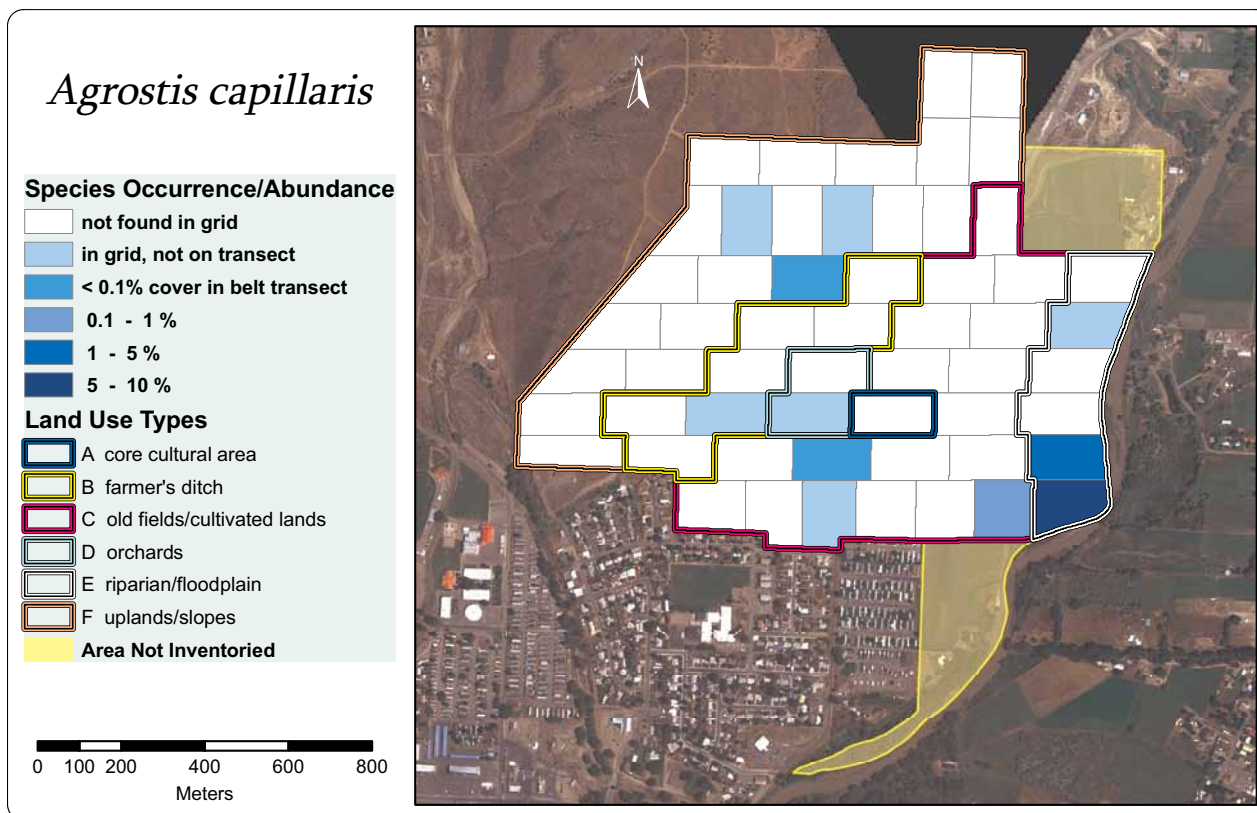 Agrostis capillaris
Species Occurrence/Abundance
not found in grid
in grid, not on transect
< 0.1% cover in belt transect
0.1 - 1 %
1 - 5 %
5 - 10 %
Land Use Types
A core cultural area
B farmer's ditch
C old fields/cultivated lands
D orchards
E riparian/floodplain
F uplands/slopes
Area Not Inventoried
0 100 200 400 600 800
Meters
N